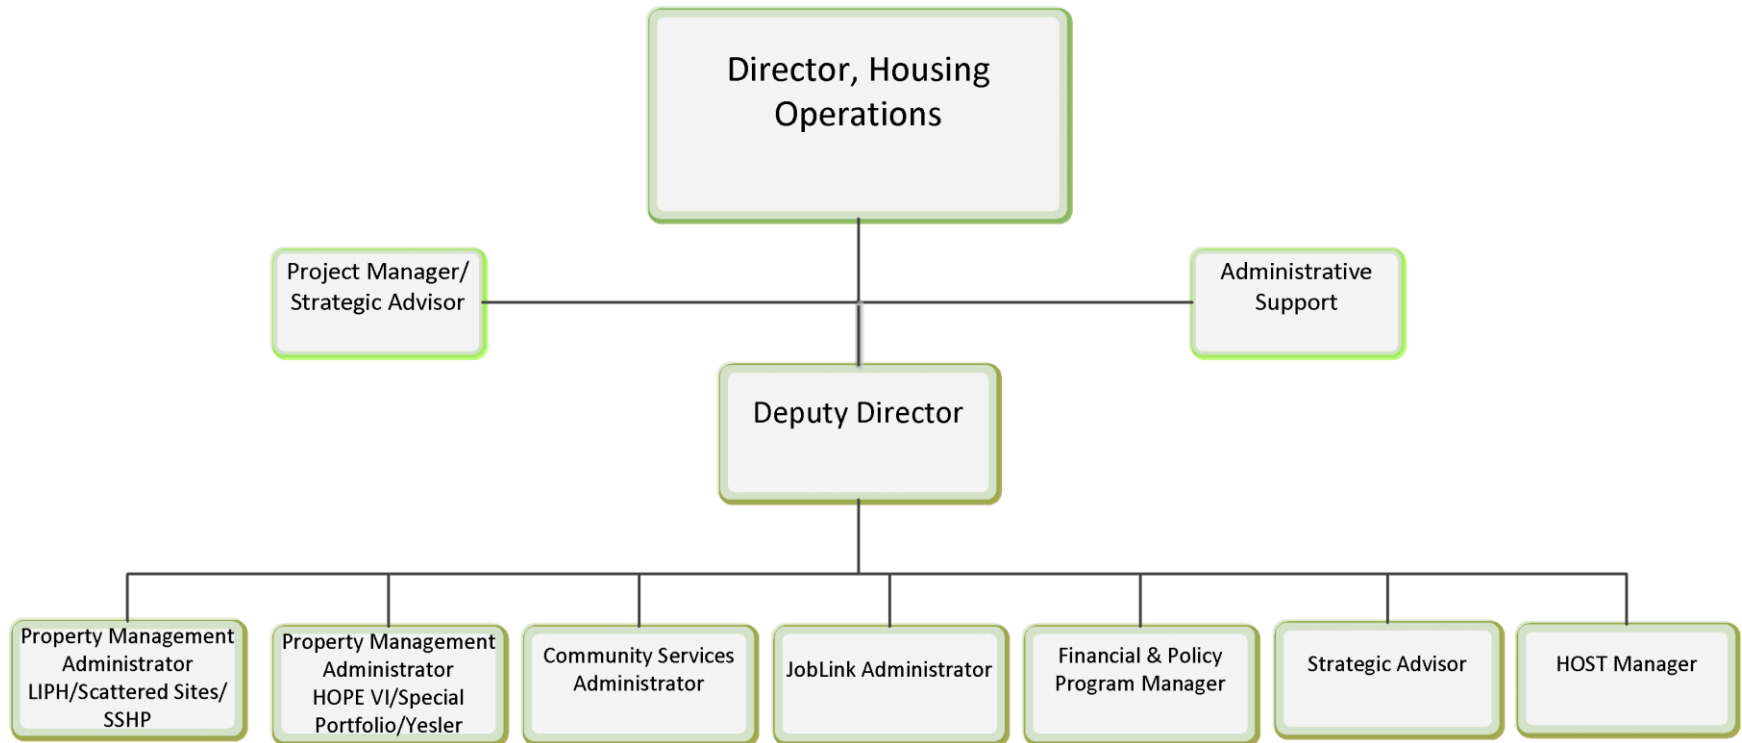 Director, Housing
Operations
Project Manager/
Strategic Advisor
Administrative
Support
Deputy Director
Property Management
Administrator
LIPH/Scattered Sites/
SSHP
Property Management
Administrator
HOPE VI/Special
Portfolio/Yesler
Community Services
Administrator
JobLink Administrator
Financial & Policy
Program Manager
Strategic Advisor
HOST Manager